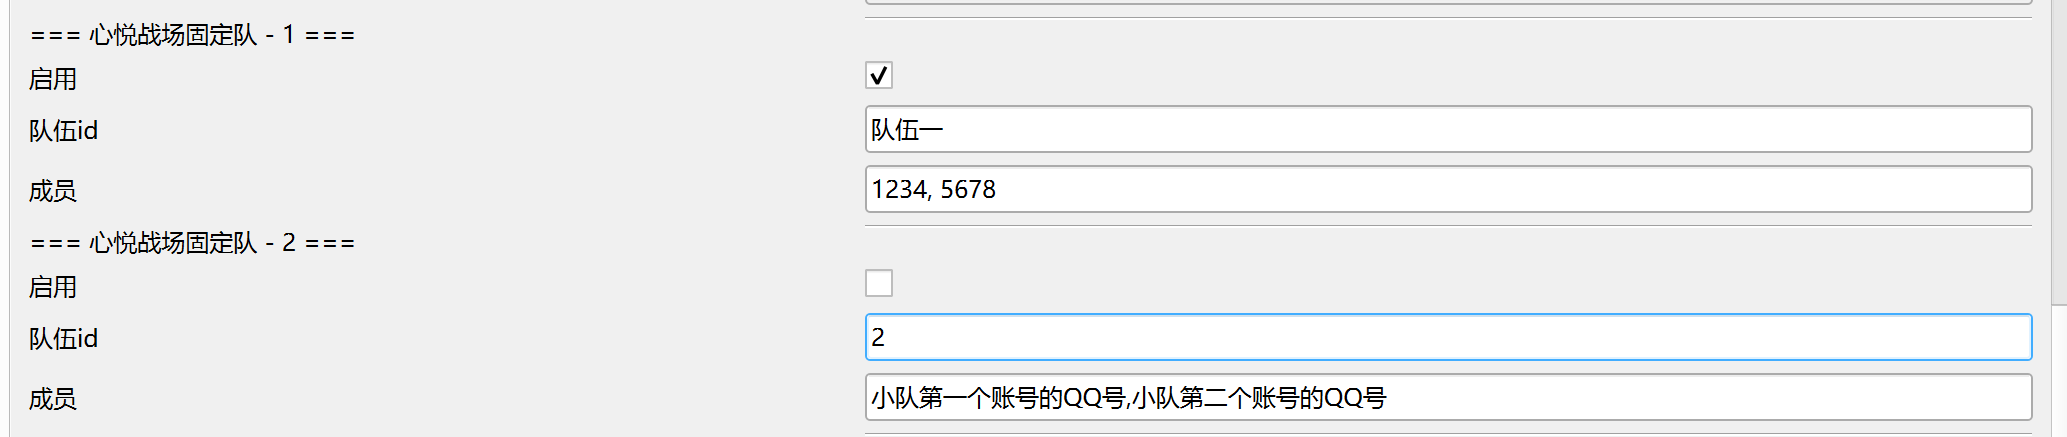 === 心悦战场固定队 - 1 ===
启用
队伍id 队伍一
成员 1234, 5678
=== 心悦战场固定队 - 2 ===
启用
队伍id 2
成员 小队第一个账号的QQ号,小队第二个账号的QQ号